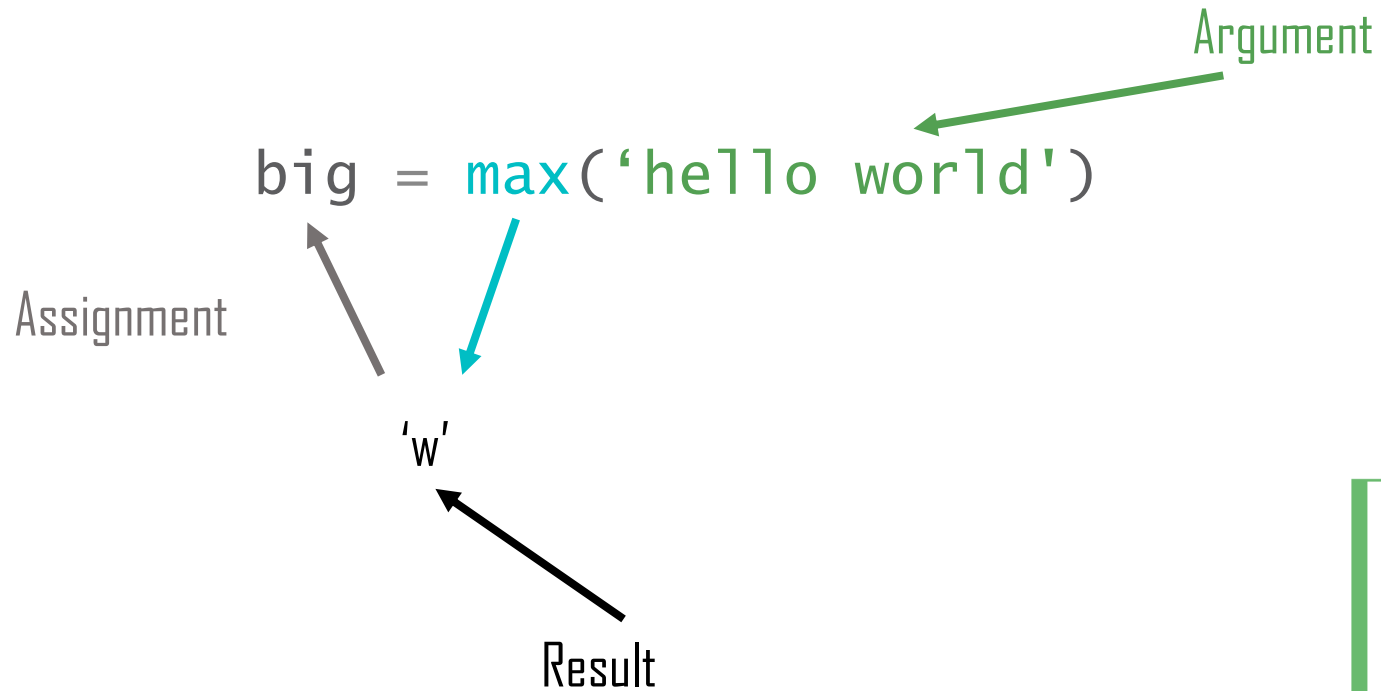 Argument
big = max(‘hello world')
Assignment
‘w’
Result